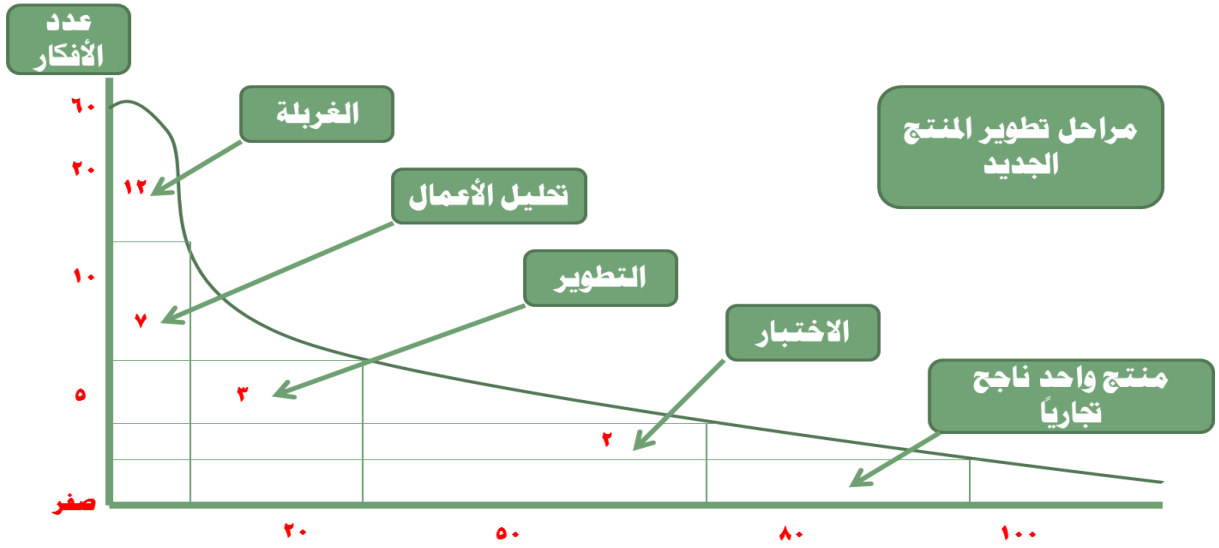 عدد
الأفكار
مراحل تطوير المنتج
الجديد
الغربلة
تحليل الأعمال
التطوير
الاختبار
منتج واحد ناجح
تجارياً
٦٠
٢٠
١٢
١٠
٧
٥
٣
٢
صفر
٢٠
٥٠
٨٠
١٠٠